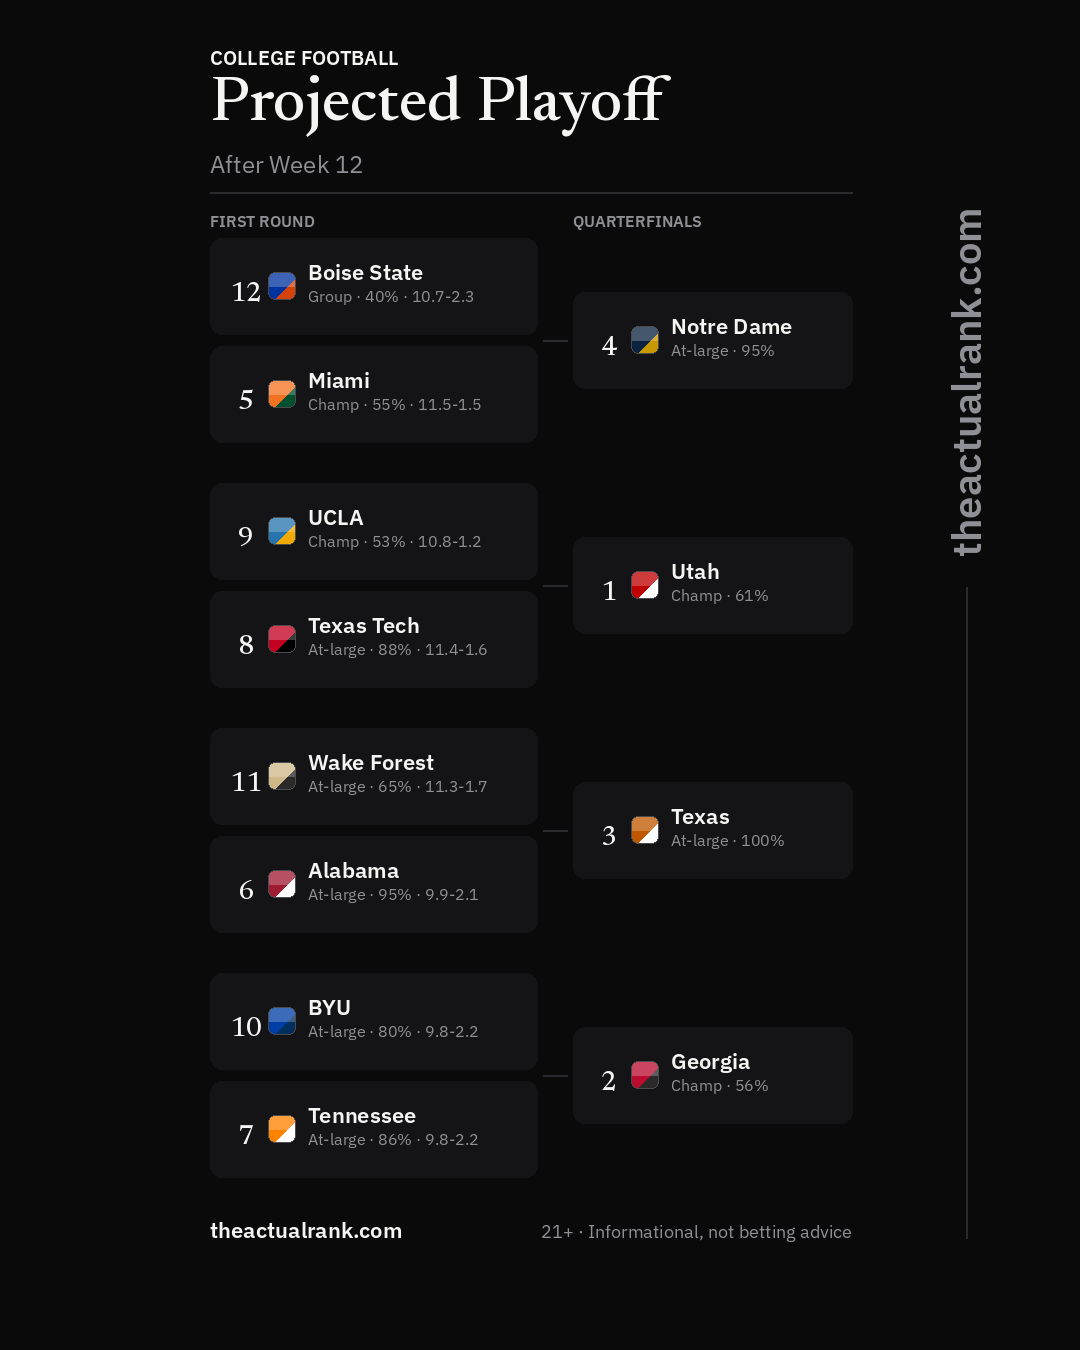 COLLEGE FOOTBALL
Projected Playoff
After Week 12
FIRST ROUND
12
Boise State
Group · 40% · 10.7-2.3
5
Miami
Champ · 55% · 11.5-1.5
9
UCLA
Champ · 53% · 10.8-1.2
8
Texas Tech
At-large · 88% · 11.4-1.6
11
Wake Forest
At-large · 65% · 11.3-1.7
6
Alabama
At-large · 95% · 9.9-2.1
10
BYU
At-large · 80% · 9.8-2.2
7
Tennessee
At-large · 86% · 9.8-2.2
QUARTERFINALS
4
Notre Dame
At-large · 95%
1
Utah
Champ · 61%
3
Texas
At-large · 100%
2
Georgia
Champ · 56%
theactualrank.com
theactualrank.com
21+ · Informational, not betting advice